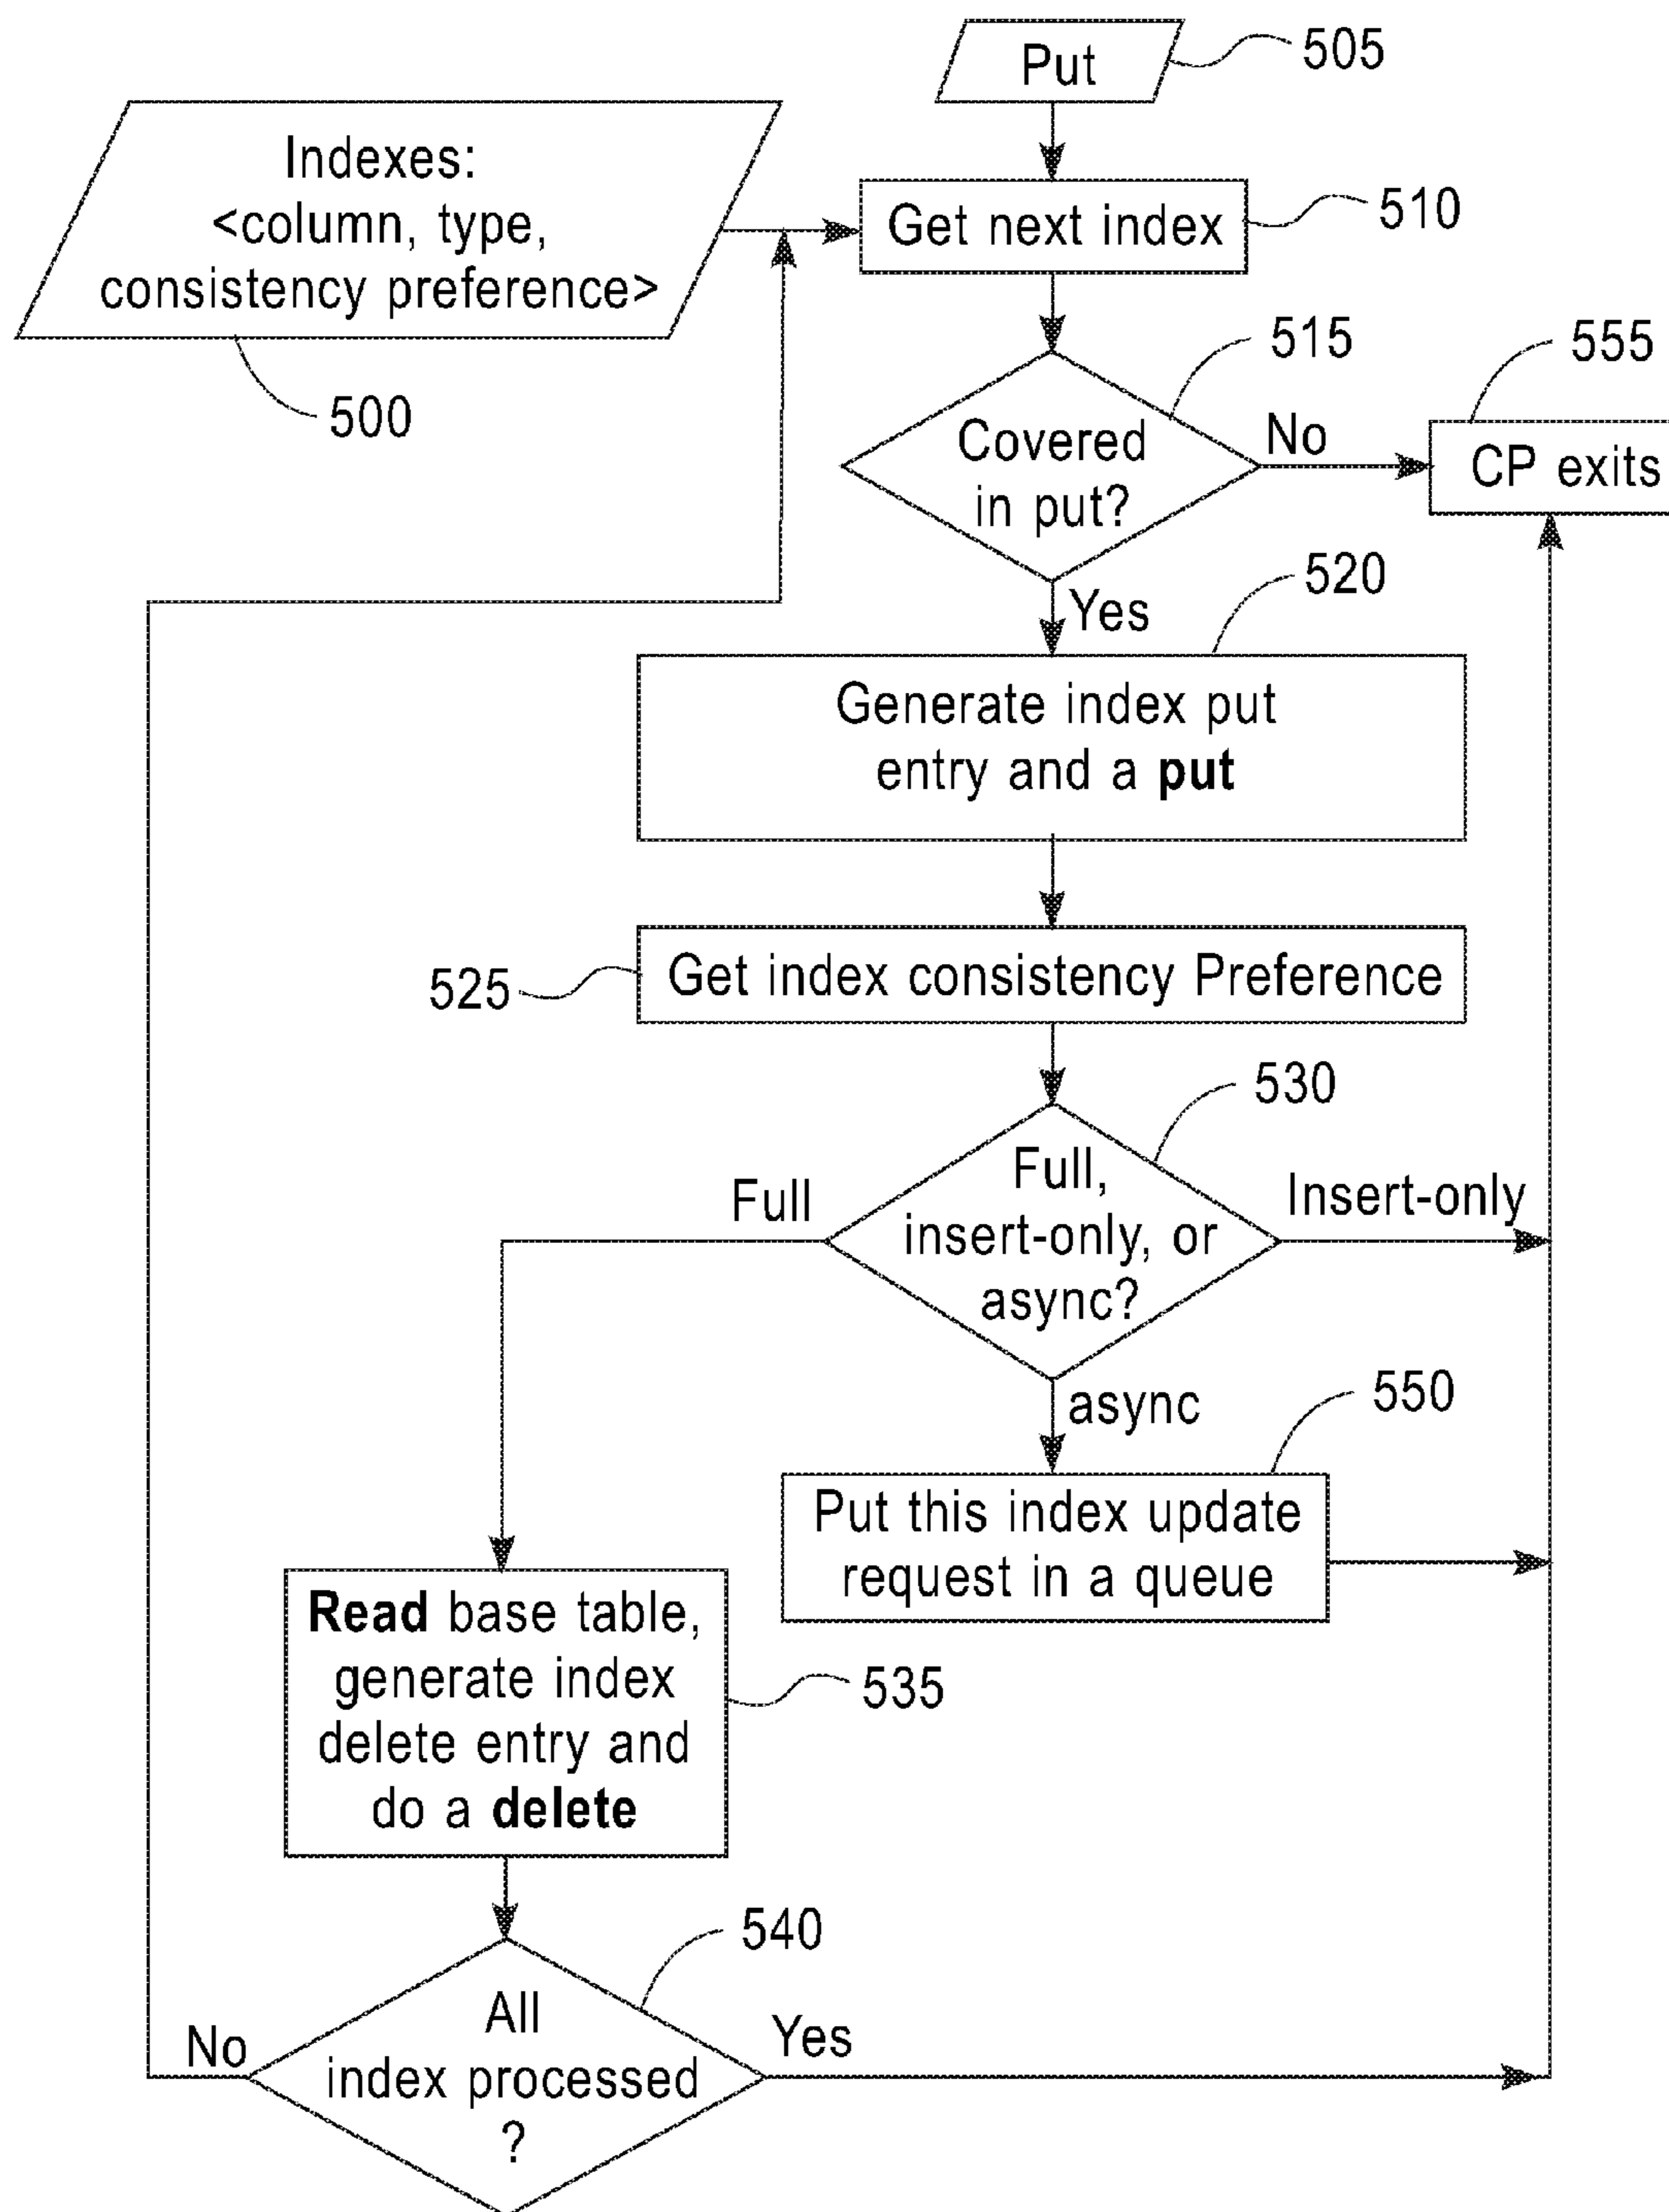 Put
505
Indexes:
<column, type,
consistency preference>
500
Get next index
510
515
Covered
in put?
No
555
CP exits
Yes
520
Generate index put
entry and a put
525
Get index consistency Preference
530
Full,
insert-only, or
async?
Full
Insert-only
async
550
Put this index update
request in a queue
Read base table,
generate index
delete entry and
do a delete
535
540
All
index processed
?
No
Yes